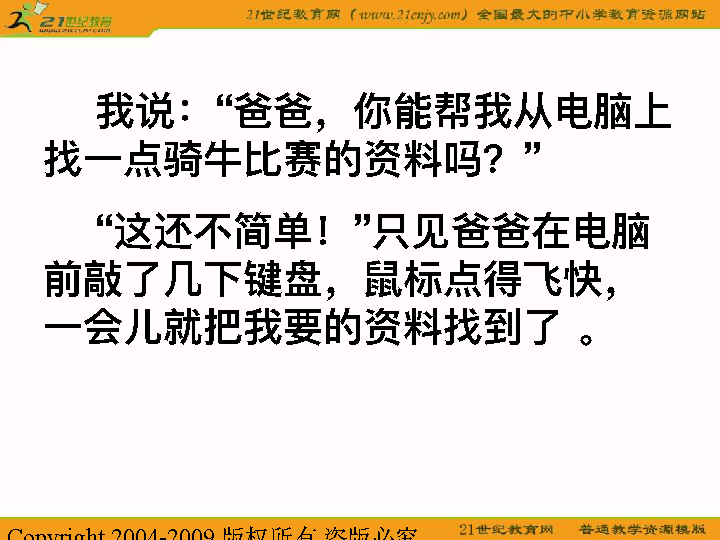 21世纪教育网
www.21cnjy.com
21世纪教育网（www.21cnjy.com）全国最大的中小学教育资源网站
我说：“爸爸，你能帮我从电脑上
找一点骑牛比赛的资料吗？”
“这还不简单！”只见爸爸在电脑
前敲了几下键盘，鼠标点得飞快，
一会儿就把我要的资料找到了 。
Copyright 2004-2009 版权所有 盗版必究
21世纪教育网 普通教学资源模版